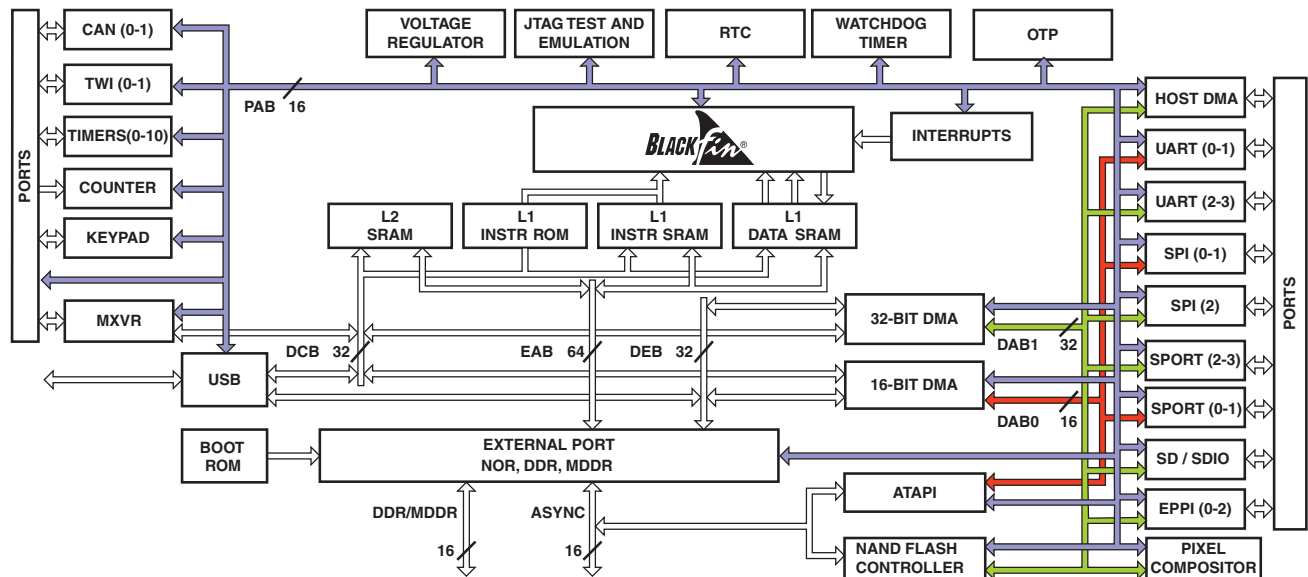 VOLTAGE
REGULATOR
JTAG TEST AND
EMULATION
RTC
WATCHDOG
TIMER
OTP
PORTS
CAN (0-1)
TWI (0-1)
TIMERS(0-10)
COUNTER
KEYPAD
MXVR
USB
PAB 16
BLACKfin®
INTERRUPTS
L2
SRAM
L1
INSTR ROM
L1
INSTR SRAM
L1
DATA SRAM
DCB 32
EAB 64
DEB 32
32-BIT DMA
16-BIT DMA
DAB1 32
DAB0 16
BOOT
ROM
EXTERNAL PORT
NOR, DDR, MDDR
DDR/MDDR
16
ASYNC
16
ATAPI
NAND FLASH
CONTROLLER
HOST DMA
UART (0-1)
UART (2-3)
SPI (0-1)
SPI (2)
SPORT (2-3)
SPORT (0-1)
SD / SDIO
EPPI (0-2)
PIXEL
COMPOSITOR
PORTS